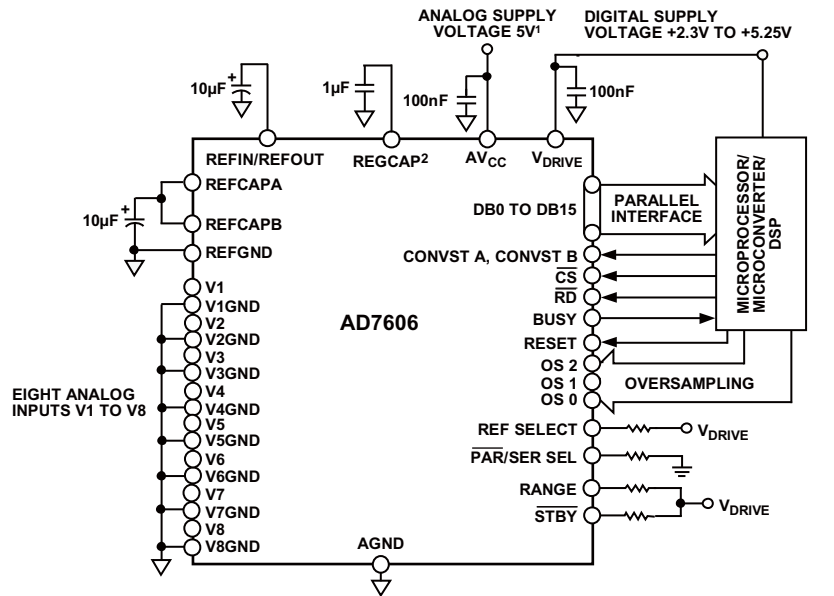 ANALOG SUPPLY
VOLTAGE 5V¹
DIGITAL SUPPLY
VOLTAGE +2.3V TO +5.25V
10µF
+
1µF
100nF
100nF
REFIN/REFOUT
REGCAP²
AVCC
VDRIVE
REFCAPA
10µF
+
REFCAPB
REFGND
DB0 TO DB15
PARALLEL
INTERFACE
MICROPROCESSOR/
MICROCONVERTER/
DSP
CONVST A, CONVST B
CS
RD
BUSY
RESET
OS 2
OS 1
OS 0
OVERSAMPLING
AD7606
V1
V1GND
V2
V2GND
V3
V3GND
V4
V4GND
V5
V5GND
V6
V6GND
V7
V7GND
V8
V8GND
EIGHT ANALOG
INPUTS V1 TO V8
REF SELECT
VDRIVE
PAR/SER SEL
RANGE
STBY
VDRIVE
AGND